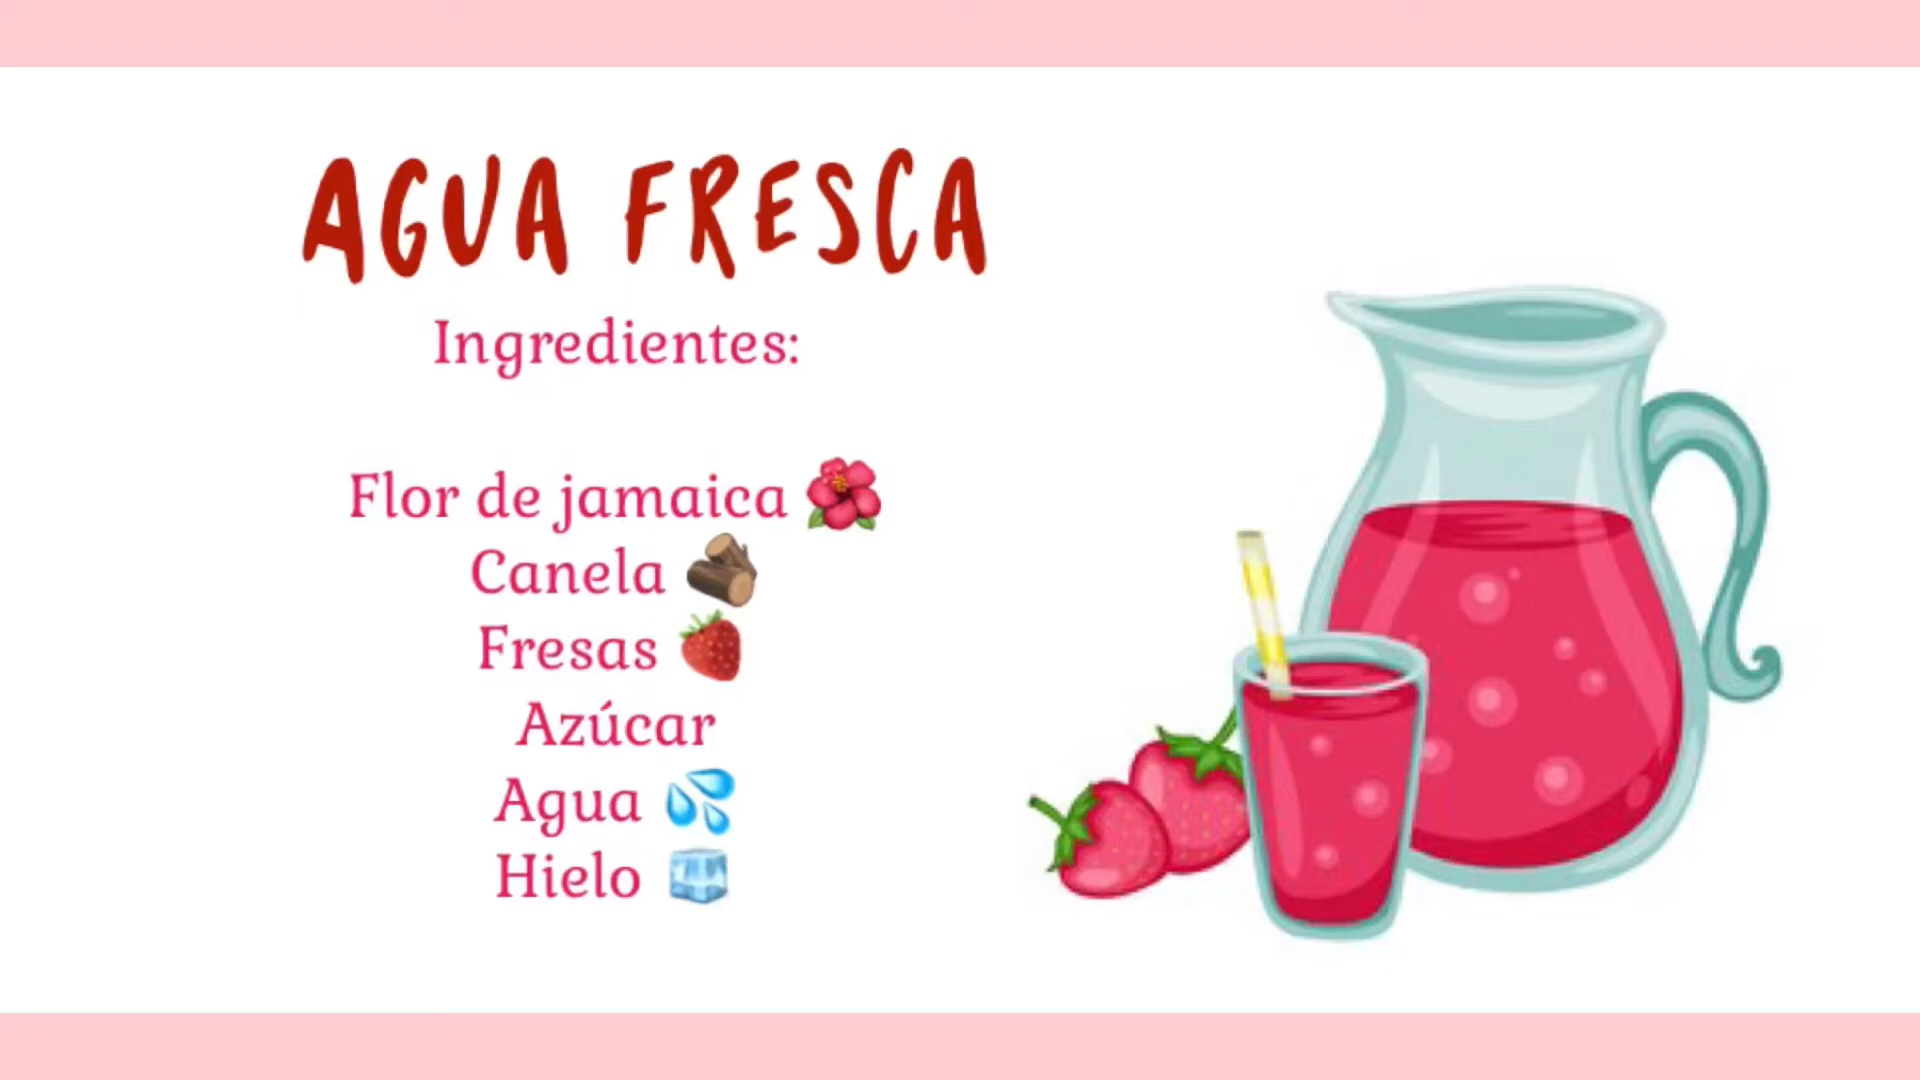 AGUA FRESCA
Ingredientes:
Flor de jamaica 🌺
Canela 🪵
Fresas 🍓
Azúcar
Agua 💦
Hielo 🧊